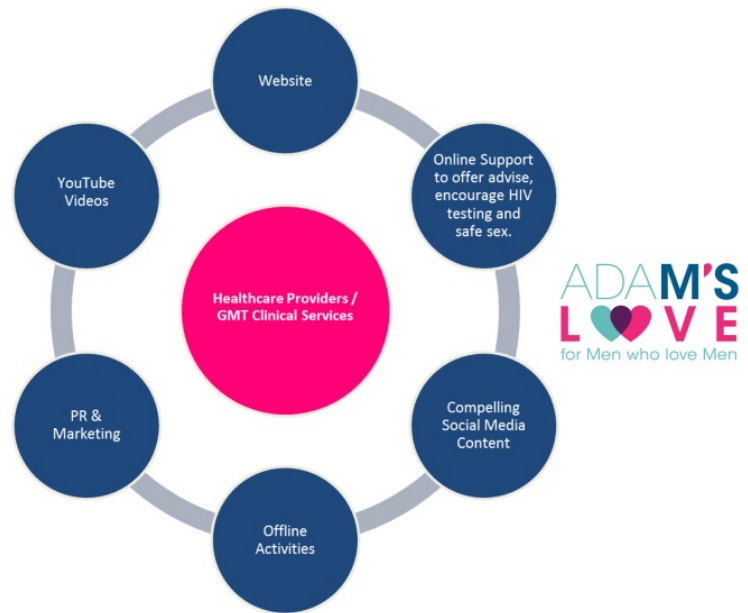 Website
Online Support
to offer advise,
encourage HIV
testing and
safe sex.
Compelling
Social Media
Content
Offline
Activities
PR &
Marketing
YouTube
Videos
Healthcare Providers /
GMT Clinical Services
ADAM'S
LOVE
for Men who love Men